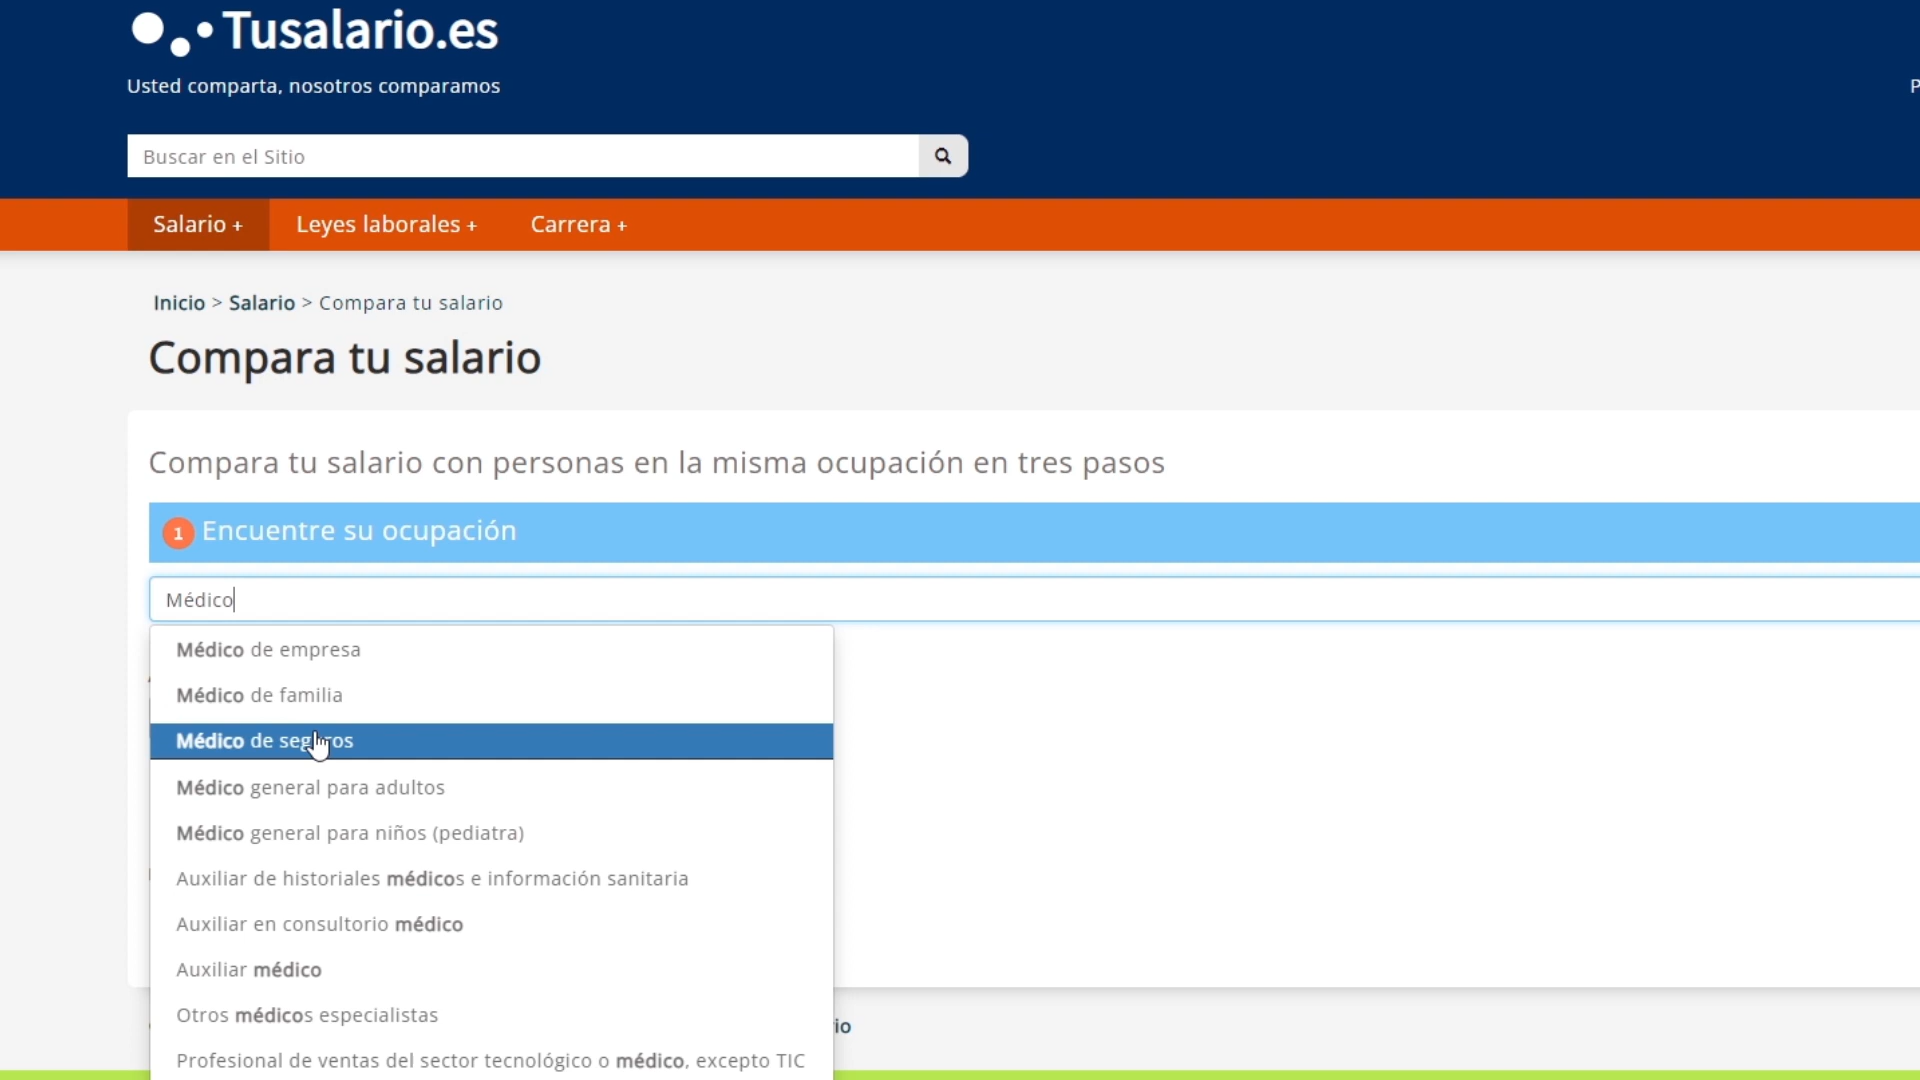 Tusalario.es
Usted comparta, nosotros comparamos
P
Buscar en el Sitio
Salario +
Leyes laborales +
Carrera +
Inicio > Salario > Compara tu salario
Compara tu salario
Compara tu salario con personas en la misma ocupación en tres pasos
1 Encuentre su ocupación
Médico
Médico de empresa
Médico de familia
Médico de seguros
Médico general para adultos
Médico general para niños (pediatra)
Auxiliar de historiales médicos e información sanitaria
Auxiliar en consultorio médico
Auxiliar médico
Otros médicos especialistas
io
Profesional de ventas del sector tecnológico o médico, excepto TIC